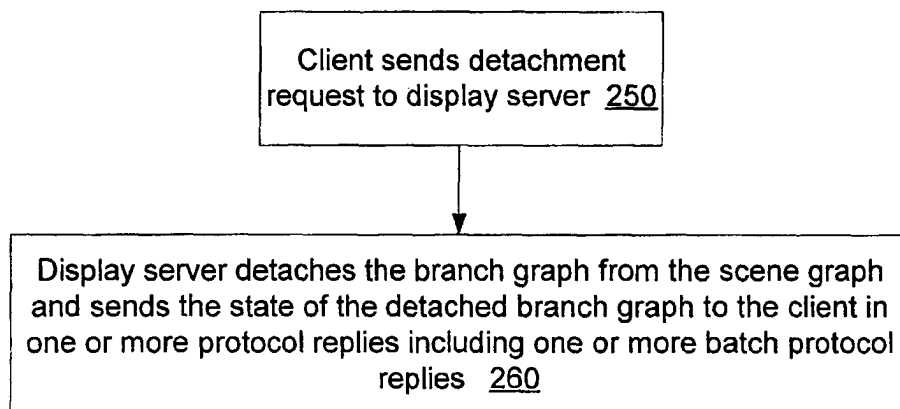 Client sends detachment
request to display server 250
Display server detaches the branch graph from the scene graph
and sends the state of the detached branch graph to the client in
one or more protocol replies including one or more batch protocol
replies 260